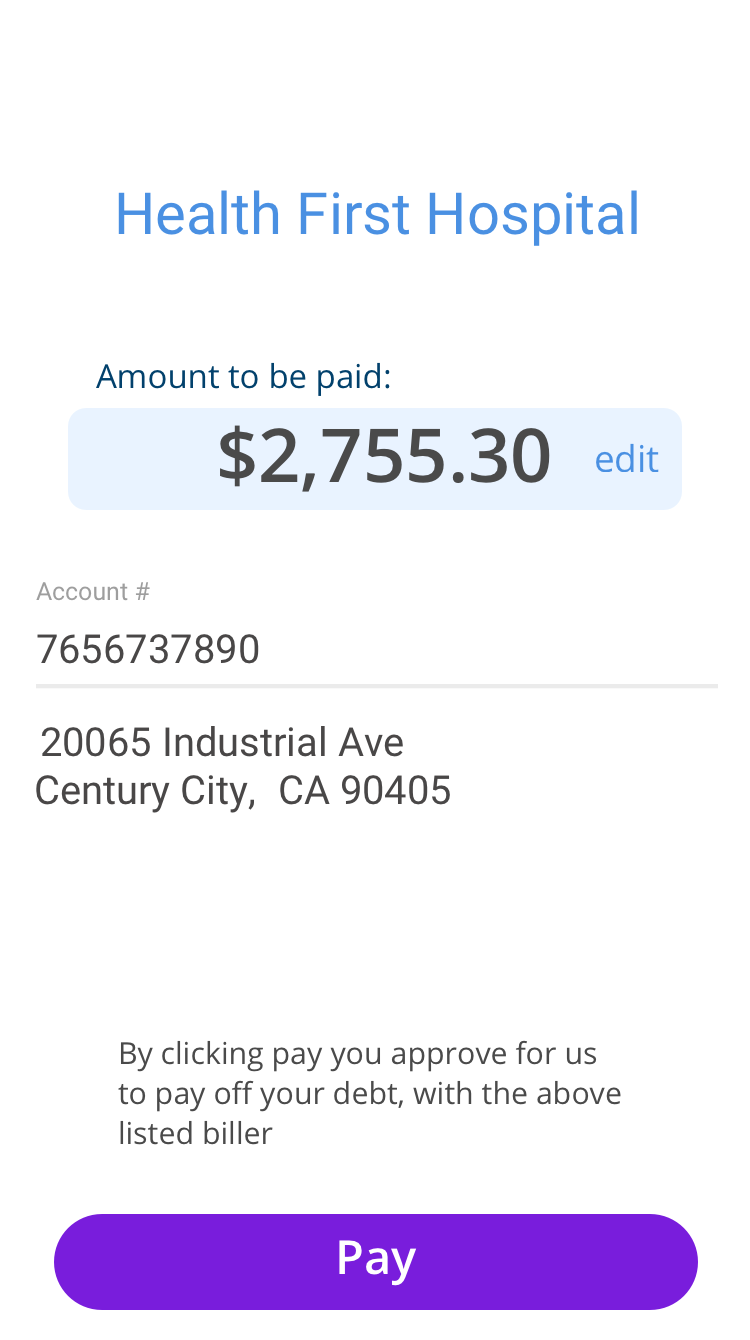 Health First Hospital
Amount to be paid:
$2,755.30 edit
Account #
7656737890
20065 Industrial Ave
Century City,  CA 90405
By clicking pay you approve for us
to pay off your debt, with the above
listed biller
Pay